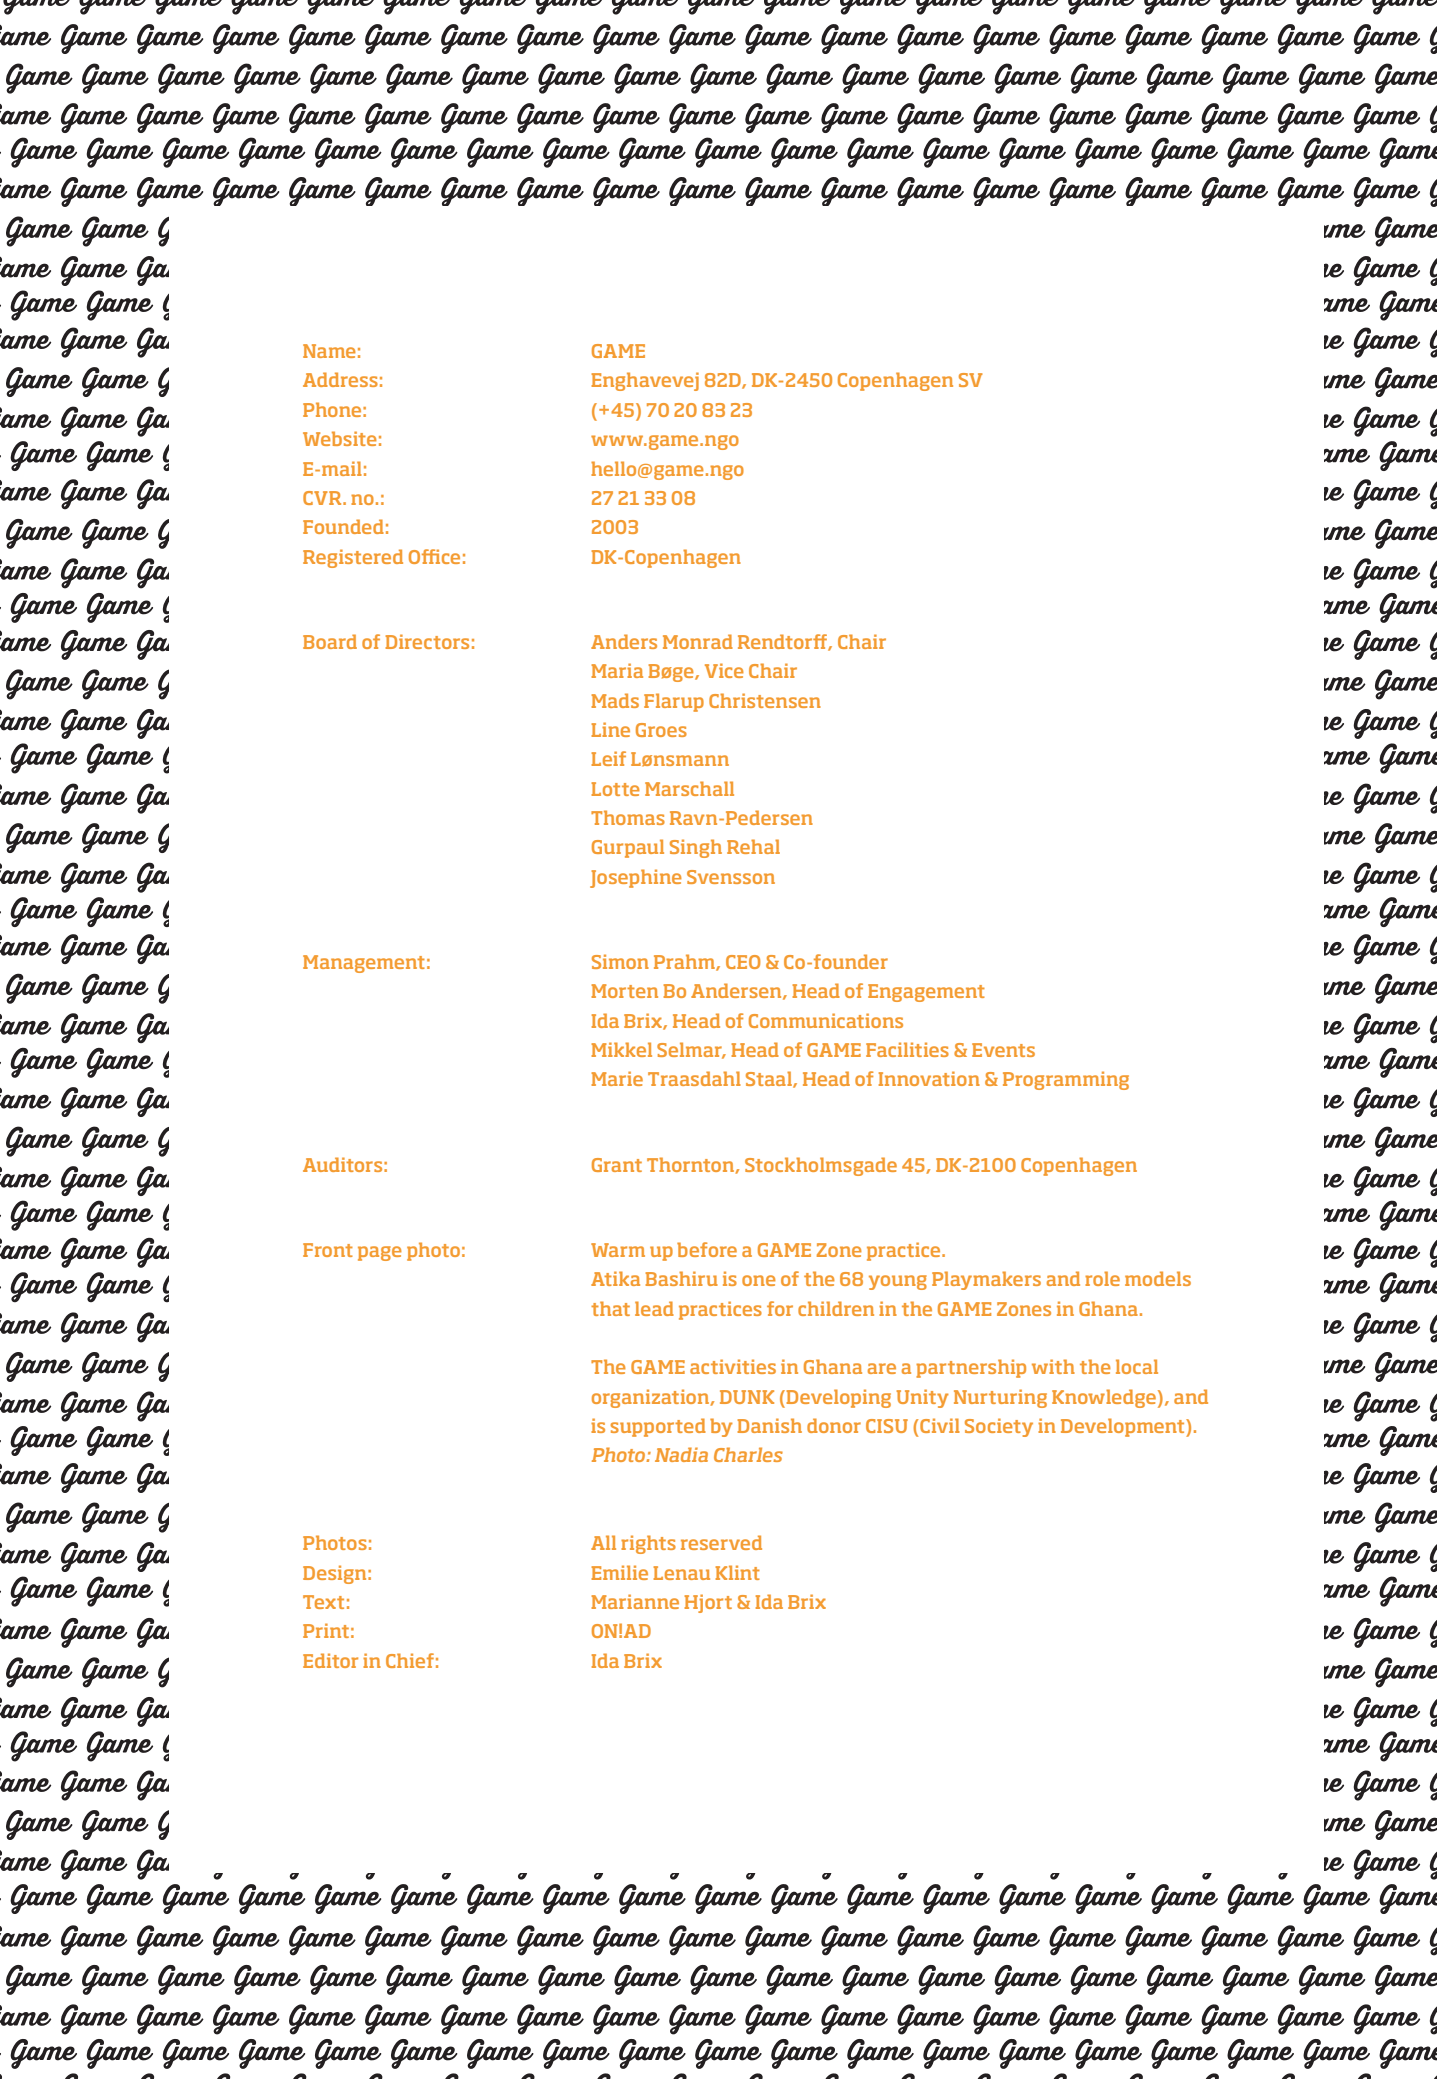 Name: GAME
Address: Enghavevej 82D, DK-2450 Copenhagen SV
Phone: (+45) 70 20 83 23
Website: www.game.ngo
E-mail: hello@game.ngo
CVR. no.: 27 21 33 08
Founded: 2003
Registered Office: DK-Copenhagen
Board of Directors: Anders Monrad Rendtorff, Chair
Maria Bøge, Vice Chair
Mads Flarup Christensen
Line Groes
Leif Lønsmann
Lotte Marschall
Thomas Ravn-Pedersen
Gurpaul Singh Rehal
Josephine Svensson
Management: Simon Prahm, CEO & Co-founder
Morten Bo Andersen, Head of Engagement
Ida Brix, Head of Communications
Mikkel Selmar, Head of GAME Facilities & Events
Marie Traasdahl Staal, Head of Innovation & Programming
Auditors: Grant Thornton, Stockholmsgade 45, DK-2100 Copenhagen
Front page photo: Warm up before a GAME Zone practice.
Atika Bashiru is one of the 68 young Playmakers and role models
that lead practices for children in the GAME Zones in Ghana.
The GAME activities in Ghana are a partnership with the local
organization, DUNK (Developing Unity Nurturing Knowledge), and
is supported by Danish donor CISU (Civil Society in Development).
Photo: Nadia Charles
Photos: All rights reserved
Design: Emilie Lenau Klint
Text: Marianne Hjort & Ida Brix
Print: ON!AD
Editor in Chief: Ida Brix